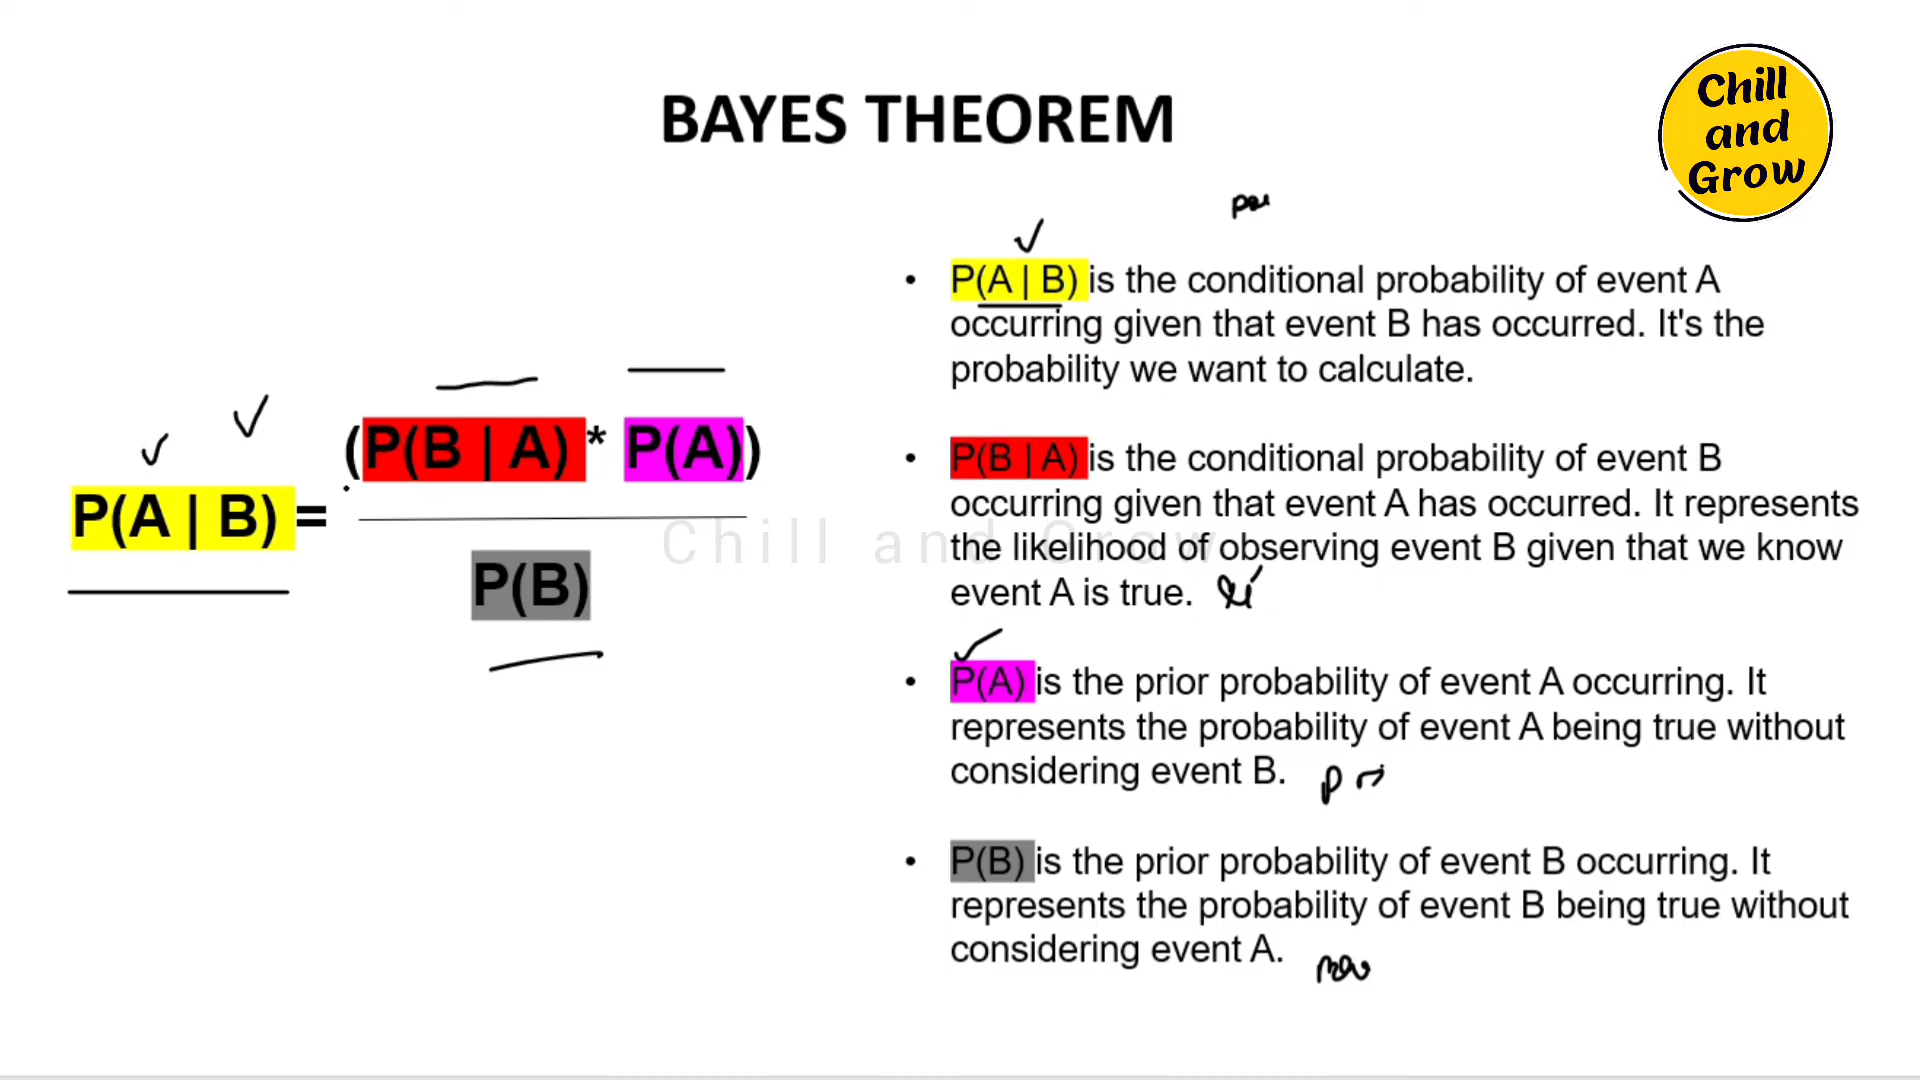 BAYES THEOREM
Chill
and
Grow
P(A | B) =
(P(B | A) * P(A))
P(B)
• P(A | B) is the conditional probability of event A
occurring given that event B has occurred. It's the
probability we want to calculate.
• P(B | A) is the conditional probability of event B
occurring given that event A has occurred. It represents
the likelihood of observing event B given that we know
event A is true.
• P(A) is the prior probability of event A occurring. It
represents the probability of event A being true without
considering event B.
• P(B) is the prior probability of event B occurring. It
represents the probability of event B being true without
considering event A.
Chill and Grow